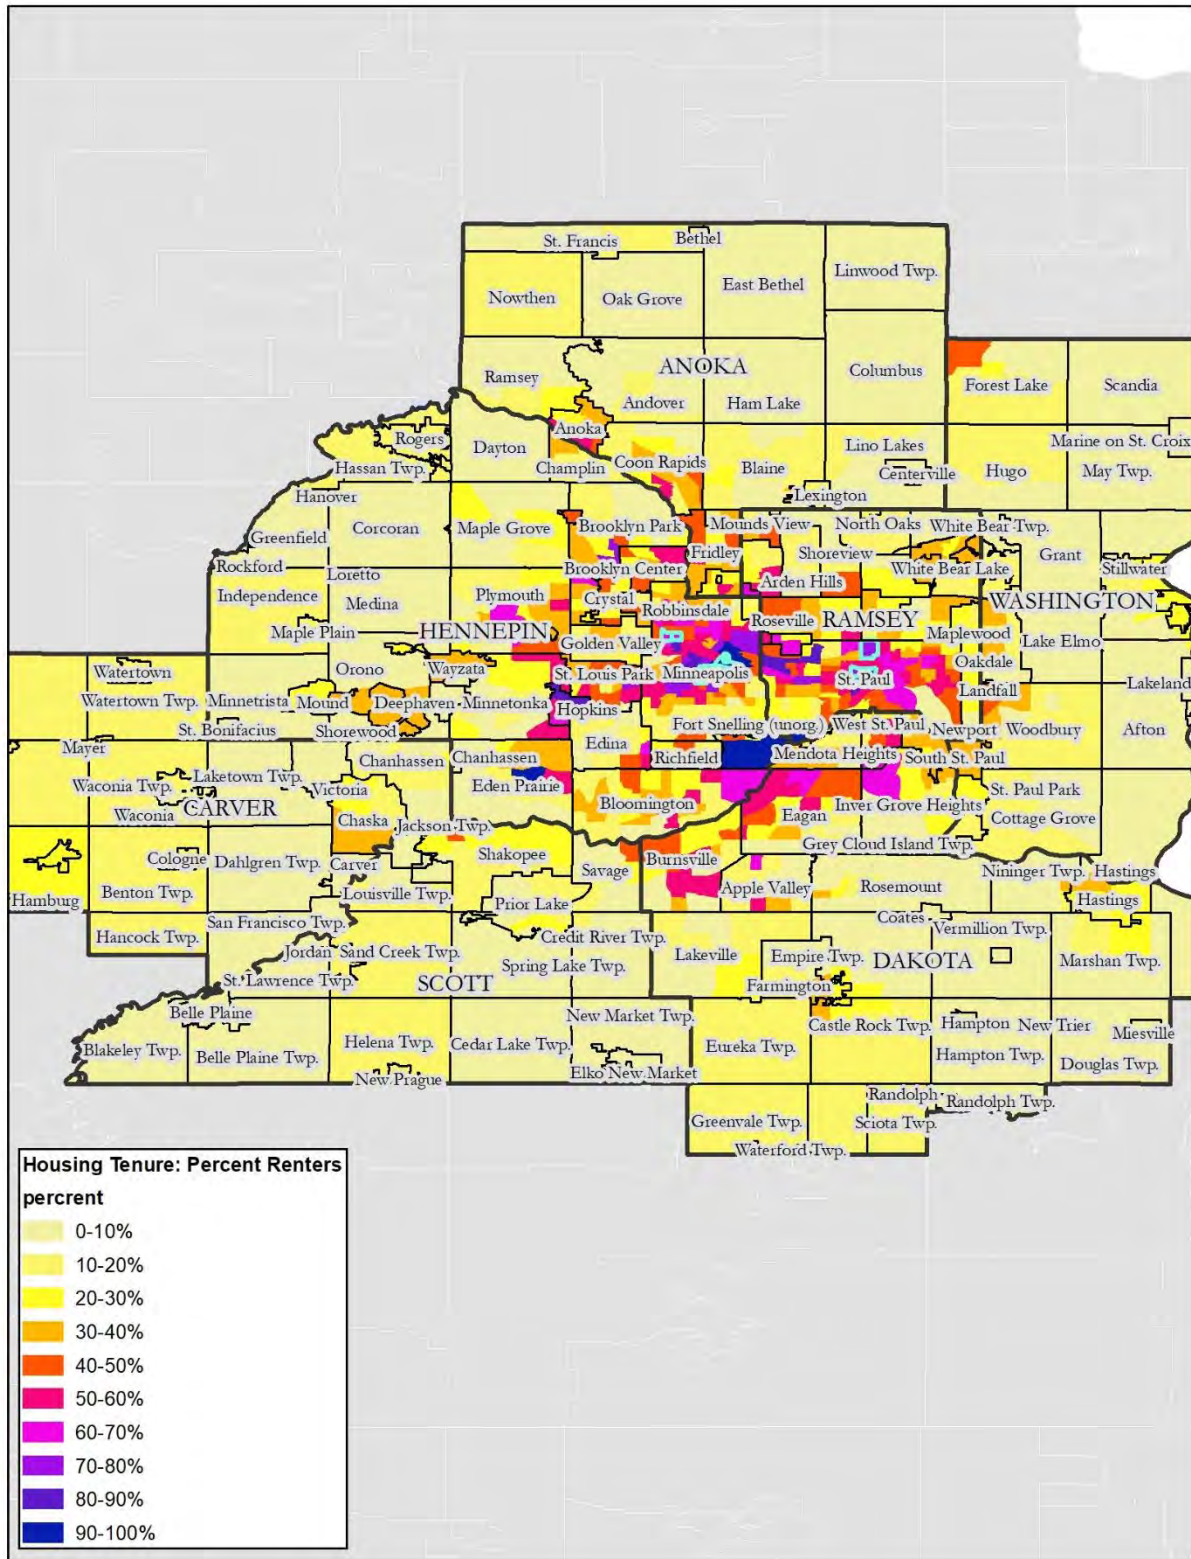 St. Francis
Bethel
Linwood Twp.
East Bethel
Nowthen
Oak Grove
ANOKA
Columbus
Ramsey
Forest Lake
Scandia
Andover
Ham Lake
Anoka
Rogers
Dayton
Lino Lakes
Marine on St. Croix
Hassan Twp.
Champlin
Coon Rapids
Blaine
Centerville
Hugo
May Twp.
Hanover
Lexington
Corcoran
Maple Grove
Brooklyn Park
Mounds View
North Oaks
White Bear Twp.
Greenfield
Fridley
Shoreview
Grant
Rockford
Brooklyn Center
White Bear Lake
Stillwater
Loretto
Arden Hills
Independence
Medina
Plymouth
Crystal
Robbinsdale
WASHINGTON
Maple Plain
HENNEPIN
Roseville
RAMSEY
Maplewood
Golden Valley
Lake Elmo
Watertown
Orono
Wayzata
St. Louis Park
Minneapolis
St. Paul
Oakdale
Lakeland
Watertown Twp.
Minnetrista
Mound
Deephaven
Minnetonka
Hopkins
Landfall
St. Bonifacius
Shorewood
Fort Snelling (unorg.)
West St. Paul
Newport
Woodbury
Afton
Mayer
Edina
Chanhassen
Chanhassen
Richfield
Mendota Heights
South St. Paul
Waconia Twp.
Laketown Twp.
Victoria
Eden Prairie
St. Paul Park
Waconia
CARVER
Bloomington
Inver Grove Heights
Chaska
Eagan
Cottage Grove
Jackson Twp.
Grey Cloud Island Twp.
Cologne
Dahlgren Twp.
Carver
Shakopee
Savage
Burnsville
Nininger Twp.
Hastings
Hamburg
Benton Twp.
Louisville Twp.
Prior Lake
Apple Valley
Rosemount
Hastings
San Francisco Twp.
Coates
Hancock Twp.
Credit River Twp.
Vermillion Twp.
Jordan
Sand Creek Twp.
Lakeville
Empire Twp.
DAKOTA
Marshan Twp.
Spring Lake Twp.
St. Lawrence Twp.
SCOTT
Farmington
Belle Plaine
New Market Twp.
Castle Rock Twp.
Hampton
New Trier
Miesville
Blakeley Twp.
Belle Plaine Twp.
Helena Twp.
Cedar Lake Twp.
Eureka Twp.
Hampton Twp.
Douglas Twp.
New Prague
Elko New Market
Randolph
Randolph Twp.
Greenvale Twp.
Sciota Twp.
Waterford Twp.
Housing Tenure: Percent Renters
percrent
0-10%
10-20%
20-30%
30-40%
40-50%
50-60%
60-70%
70-80%
80-90%
90-100%